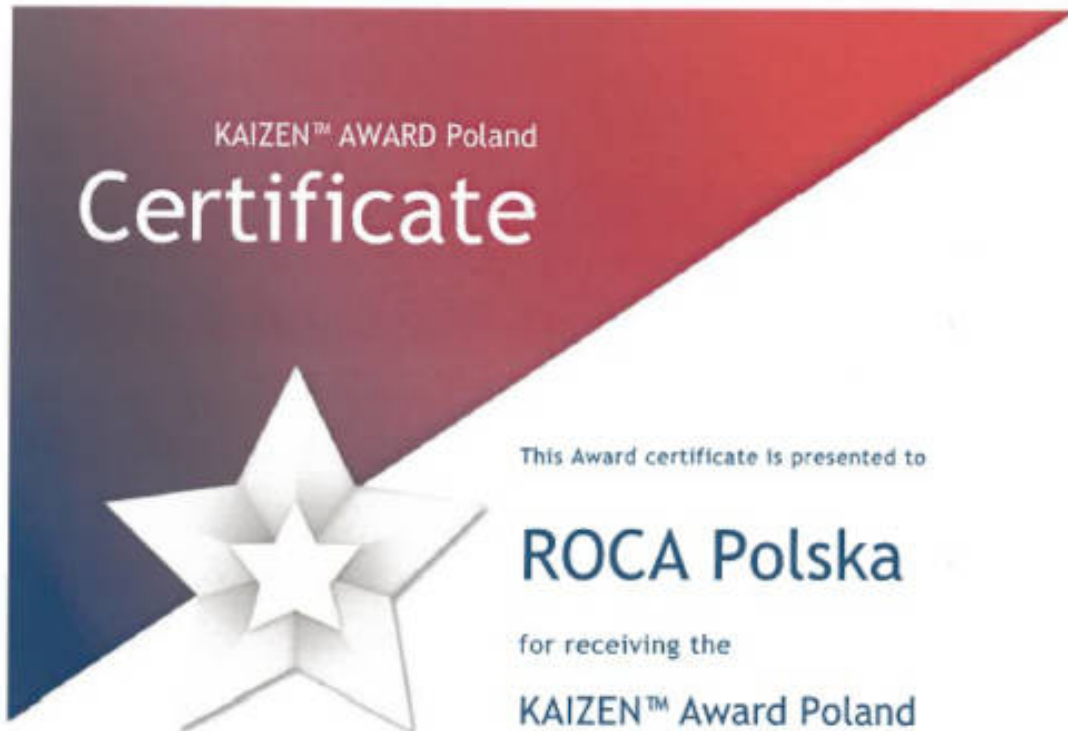 KAIZEN™ AWARD Poland
Certificate
This Award certificate is presented to
ROCA Polska
for receiving the
KAIZEN™ Award Poland